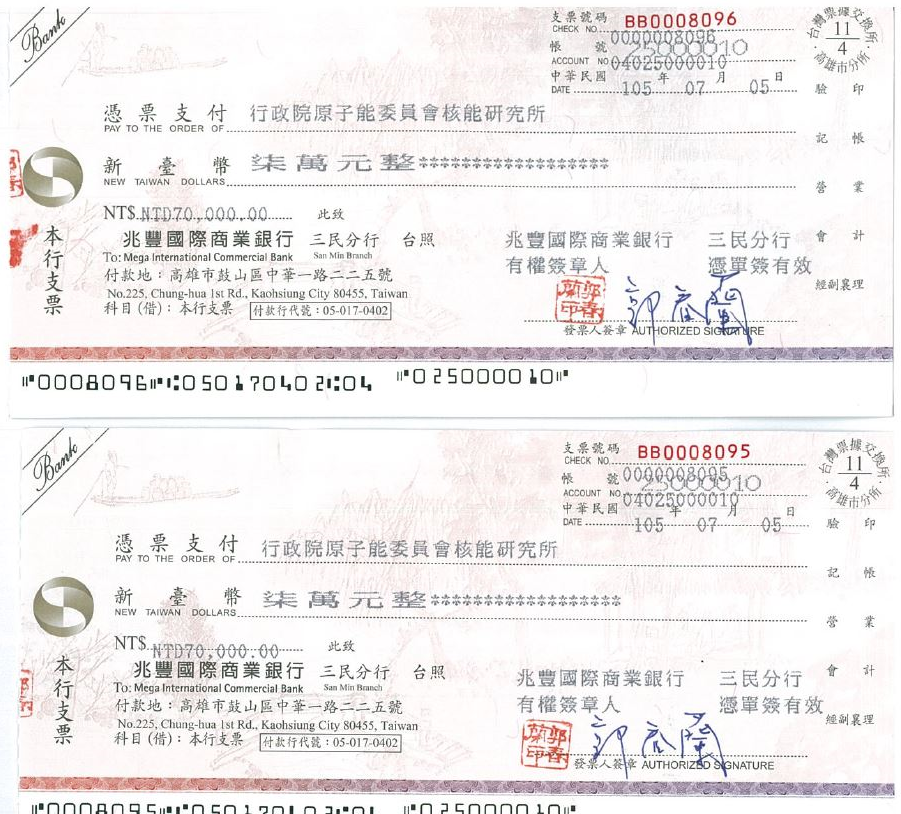 Bank
支票號碼 BB0008096
CHECK NO. 0000008096
帳號 25000010
ACCOUNT NO 04025000010
中華民國 年 月 日
DATE 105 07 05
台灣票據交換所
11
4
高雄市分所
憑票支付 行政院原子能委員會核能研究所
PAY TO THE ORDER OF
新臺幣 柒萬元整******************
NEW TAIWAN DOLLARS
NT$ NTD70,000.00 此致
兆豐國際商業銀行 三民分行 台照
To: Mega International Commercial Bank San Min Branch
付款地:高雄市鼓山區中華一路二二五號
No.225, Chung-hua 1st Rd., Kaohsiung City 80455, Taiwan
科目(借):本行支票 付款行代號:05-017-0402
本行支票
兆豐國際商業銀行 三民分行
有權簽章人 憑單簽有效
郭春蘭印
郭春蘭
發票人簽章 AUTHORIZED SIGNATURE
驗印
記帳
營業
會計
經副襄理
⑈0008096⑈⑆050170402⑆04 ⑈025000010⑈
Bank
支票號碼 BB0008095
CHECK NO. 0000008095
帳號 25000010
ACCOUNT NO 04025000010
中華民國 年 月 日
DATE 105 07 05
台灣票據交換所
11
4
高雄市分所
憑票支付 行政院原子能委員會核能研究所
PAY TO THE ORDER OF
新臺幣 柒萬元整******************
NEW TAIWAN DOLLARS
NT$ NTD70,000.00 此致
兆豐國際商業銀行 三民分行 台照
To: Mega International Commercial Bank San Min Branch
付款地:高雄市鼓山區中華一路二二五號
No.225, Chung-hua 1st Rd., Kaohsiung City 80455, Taiwan
科目(借):本行支票 付款行代號:05-017-0402
本行支票
兆豐國際商業銀行 三民分行
有權簽章人 憑單簽有效
郭春蘭印
郭春蘭
發票人簽章 AUTHORIZED SIGNATURE
驗印
記帳
營業
會計
經副襄理
⑈0008095⑈⑆050170402⑆04 ⑈025000010⑈